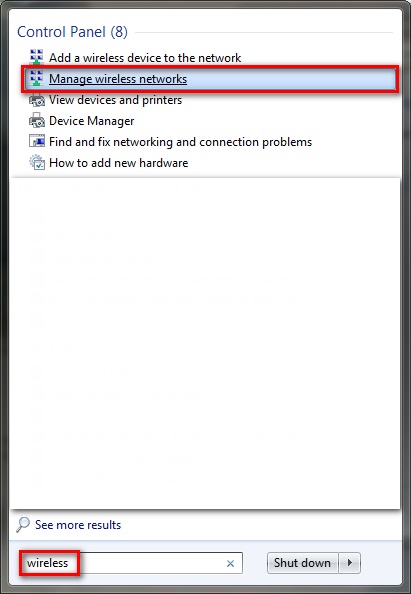 Control Panel (8)
Add a wireless device to the network
Manage wireless networks
View devices and printers
Device Manager
Find and fix networking and connection problems
How to add new hardware
See more results
wireless
Shut down